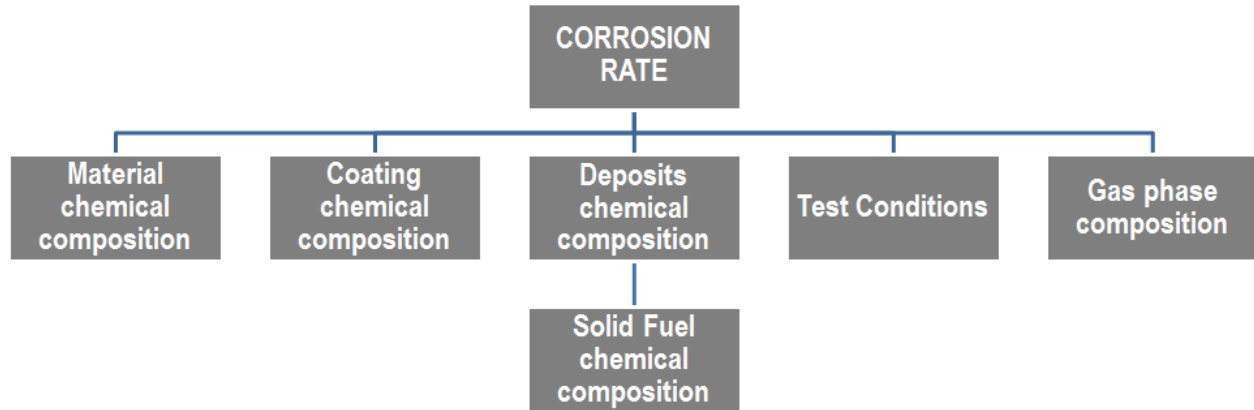 CORROSION
RATE
Material
chemical
composition
Coating
chemical
composition
Deposits
chemical
composition
Test Conditions
Gas phase
composition
Solid Fuel
chemical
composition